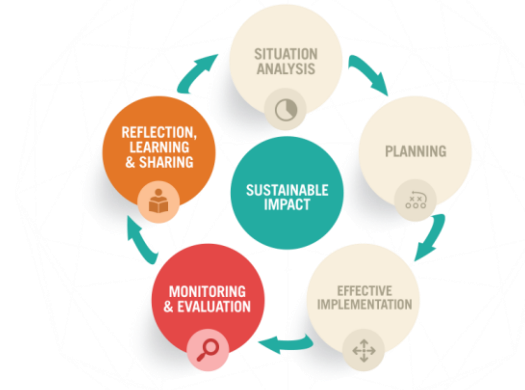 SITUATION
ANALYSIS
PLANNING
EFFECTIVE
IMPLEMENTATION
MONITORING
& EVALUATION
REFLECTION,
LEARNING
& SHARING
SUSTAINABLE
IMPACT